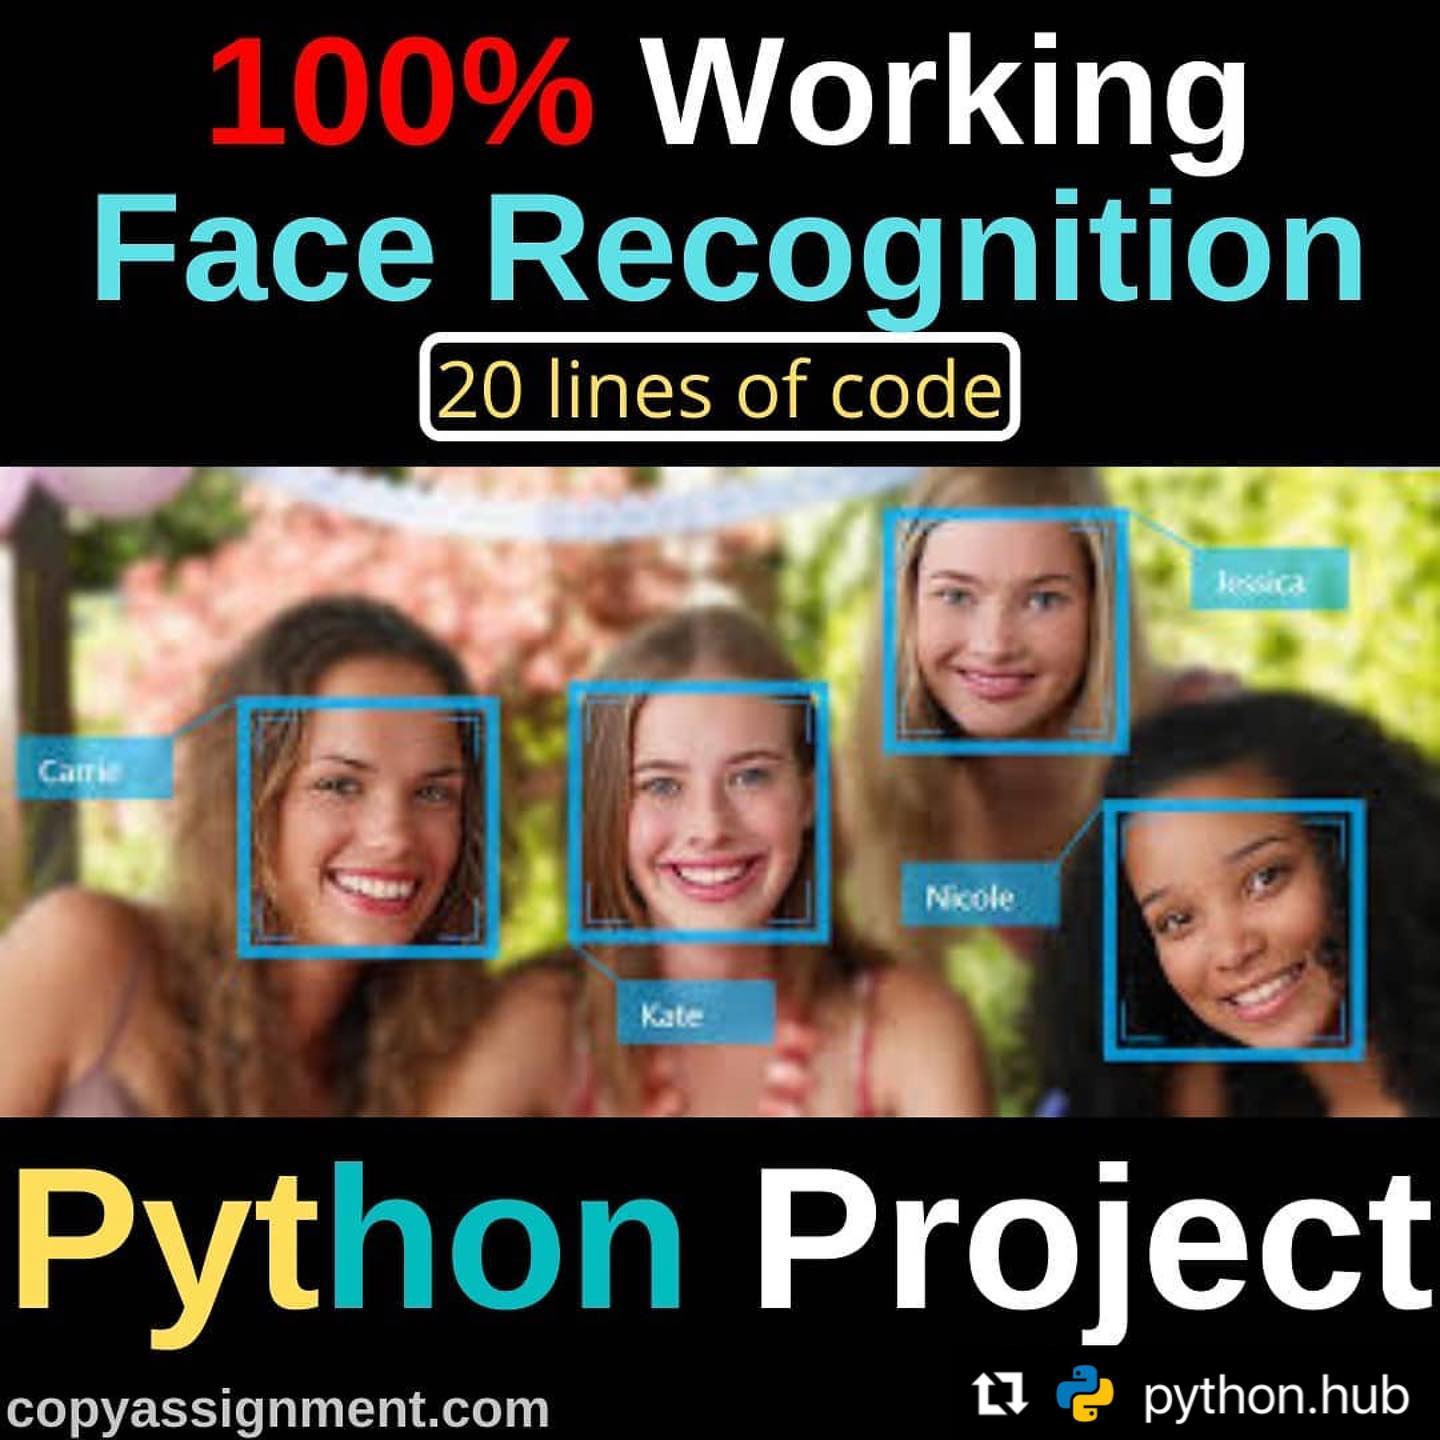 100% Working
Face Recognition
20 lines of code
Jessica
Carrie
Nicole
Kate
Python Project
copyassignment.com
python.hub